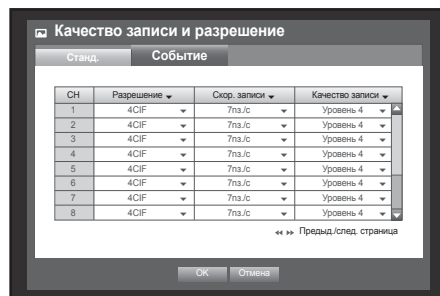 Качество записи и разрешение
Станд. Событие
CH Разрешение Скор. записи Качество записи
1 4CIF 7пз./с Уровень 4
2 4CIF 7пз./с Уровень 4
3 4CIF 7пз./с Уровень 4
4 4CIF 7пз./с Уровень 4
5 4CIF 7пз./с Уровень 4
6 4CIF 7пз./с Уровень 4
7 4CIF 7пз./с Уровень 4
8 4CIF 7пз./с Уровень 4
Предыд./след. страница
OK Отмена